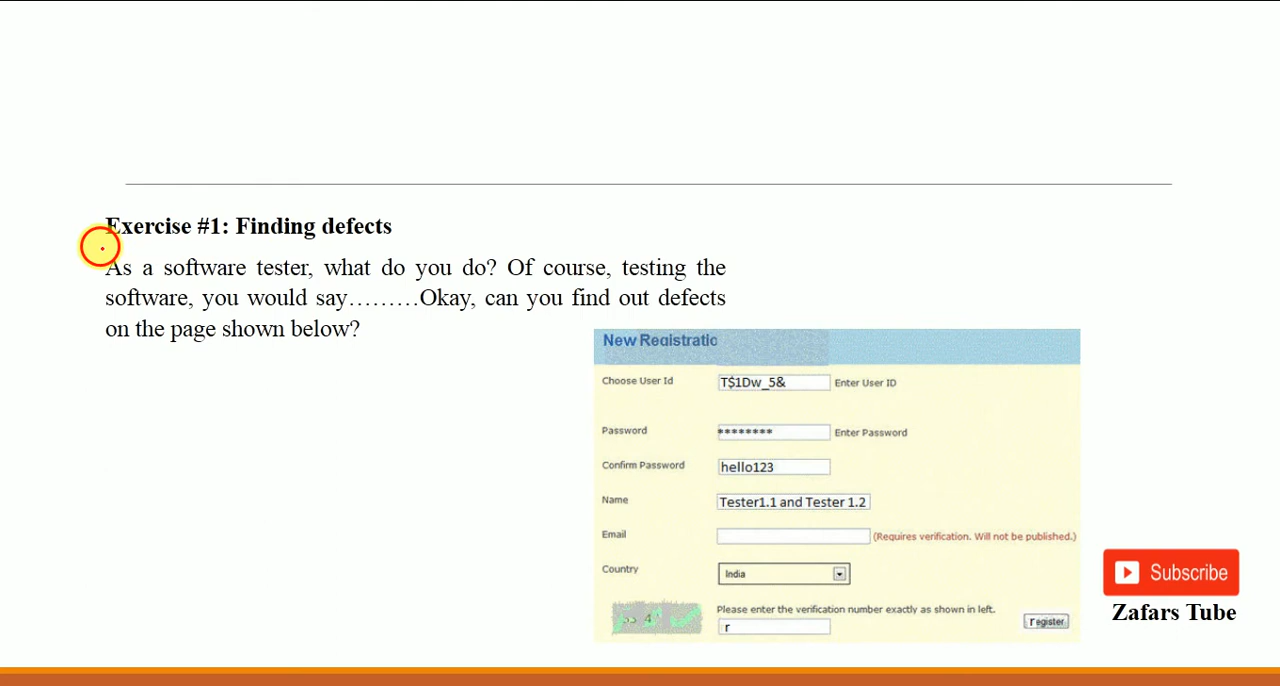 Exercise #1: Finding defects
As a software tester, what do you do? Of course, testing the
software, you would say.........Okay, can you find out defects
on the page shown below?
New Registratic
Choose User Id T$1Dw_5& Enter User ID
Password ******** Enter Password
Confirm Password hello123
Name Tester1.1 and Tester 1.2
Email (Requires verification. Will not be published.)
Country India
Please enter the verification number exactly as shown in left.
r register
Subscribe
Zafars Tube